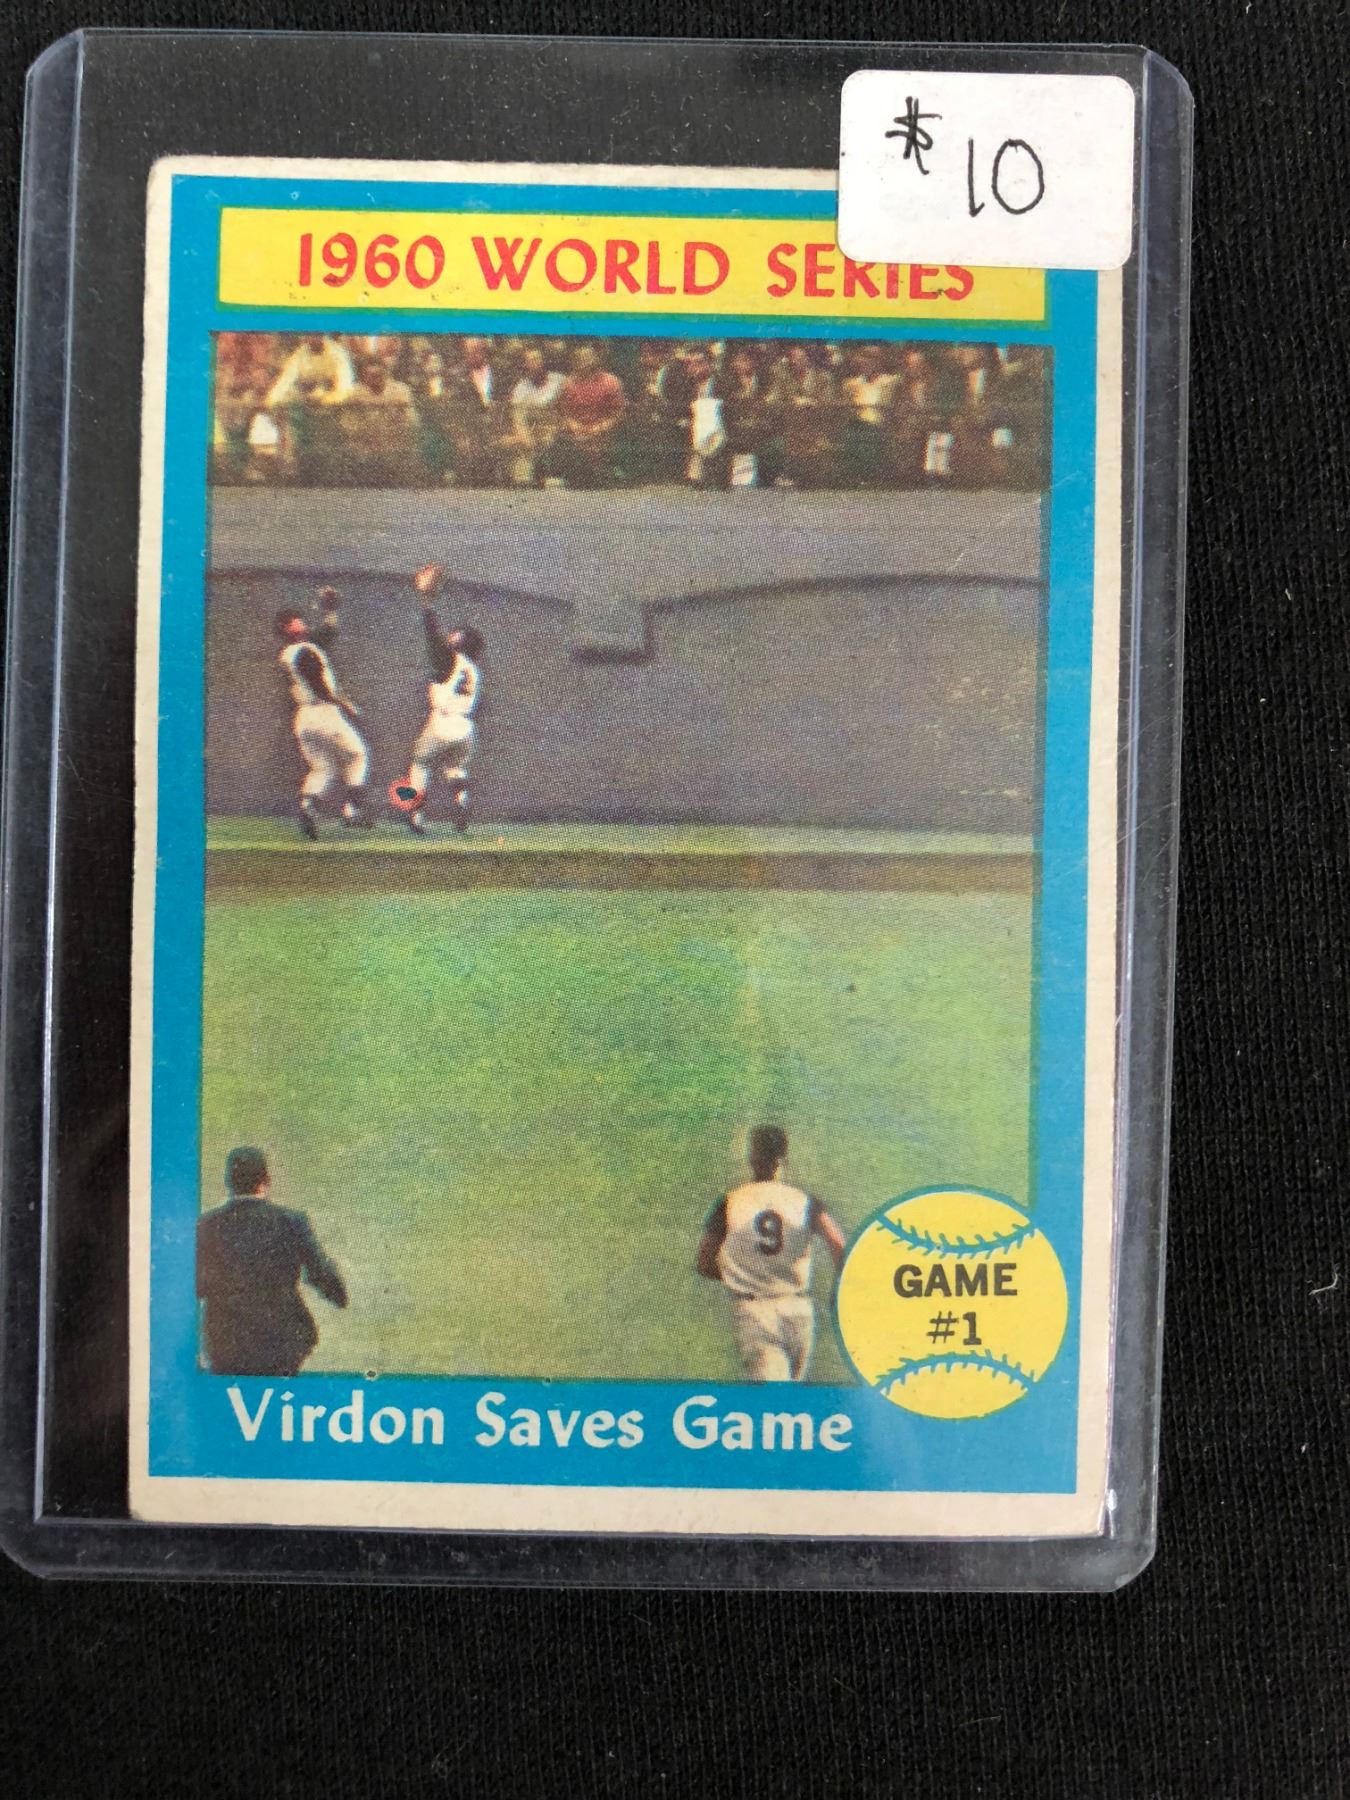 $10
1960 WORLD SERIES
9
GAME
#1
Virdon Saves Game